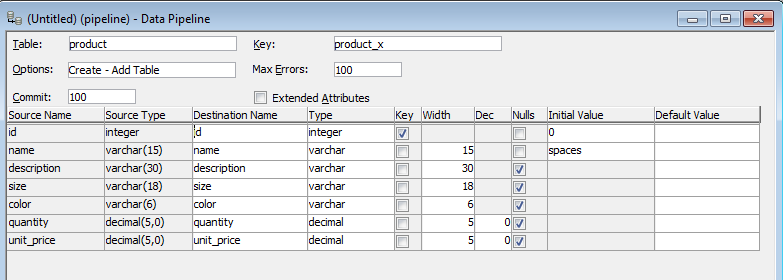 (Untitled) (pipeline) - Data Pipeline
Table: product Key: product_x
Options: Create - Add Table Max Errors: 100
Commit: 100 Extended Attributes
Source Name Source Type Destination Name Type Key Width Dec Nulls Initial Value Default Value
id integer id integer 0
name varchar(15) name varchar 15 spaces
description varchar(30) description varchar 30
size varchar(18) size varchar 18
color varchar(6) color varchar 6
quantity decimal(5,0) quantity decimal 5 0
unit_price decimal(5,0) unit_price decimal 5 0